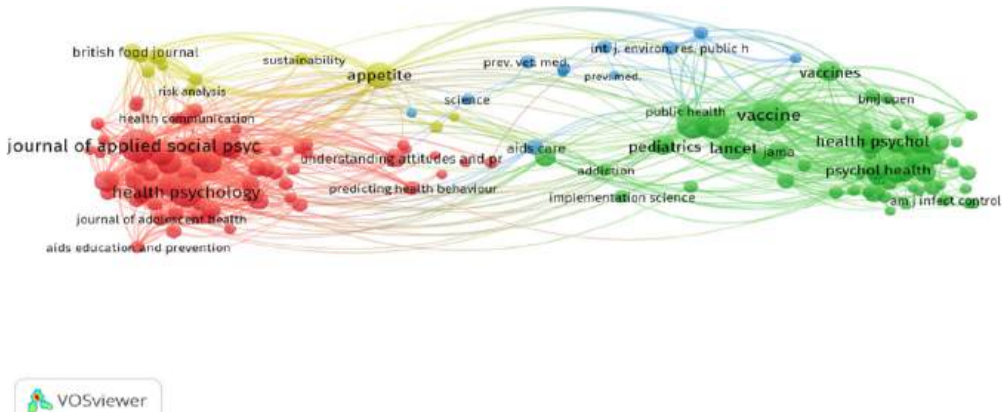 british food journal
sustainability
appetite
risk analysis
health communication
journal of applied social psyc
health psychology
journal of adolescent health
aids education and prevention
understanding attitudes and pr
predicting health behaviour
science
prev. vet. med.
int. j. environ. res. public h
prev. med.
vaccines
bmj open
public health
vaccine
pediatrics
lancet
jama
health psychol
psychol health
am j infect control
aids care
addiction
implementation science
VOSviewer